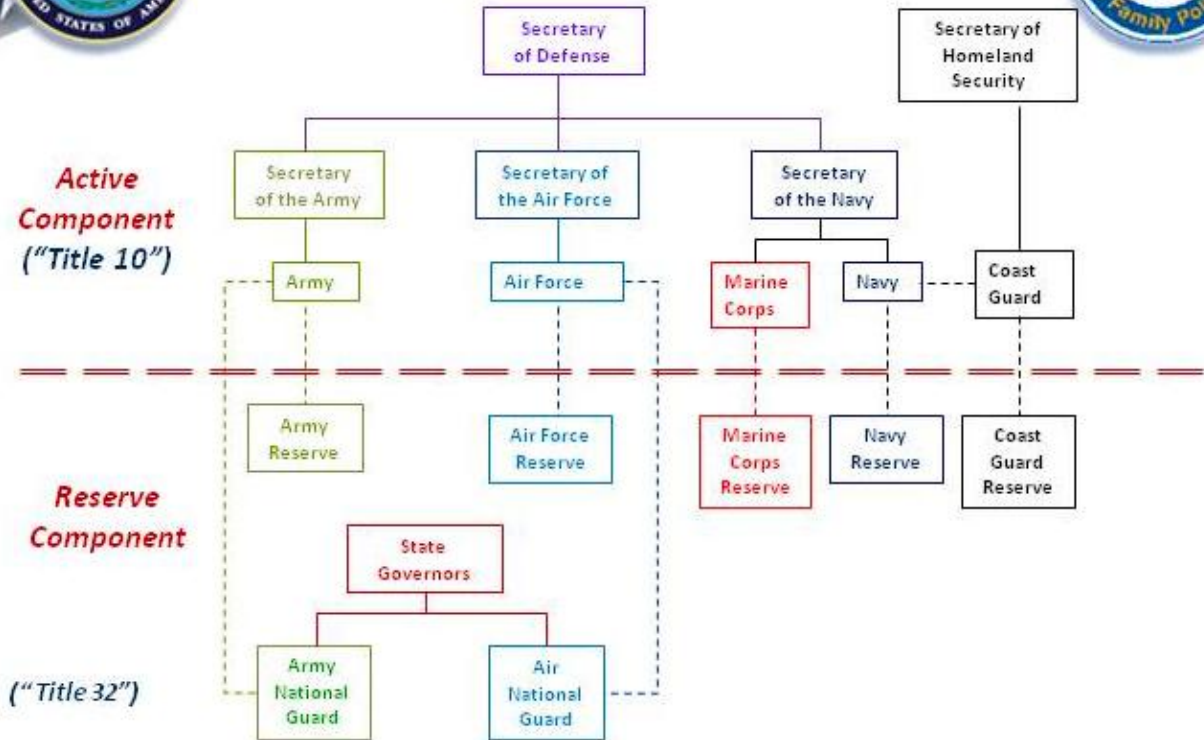 STATES OF
Family
Secretary
of Defense
Secretary of
Homeland
Security
Active
Component
("Title 10")
Secretary
of the Army
Secretary of
the Air Force
Secretary
of the Navy
Army
Air Force
Marine
Corps
Navy
Coast
Guard
Army
Reserve
Air Force
Reserve
Marine
Corps
Reserve
Navy
Reserve
Coast
Guard
Reserve
Reserve
Component
State
Governors
Army
National
Guard
Air
National
Guard
("Title 32")